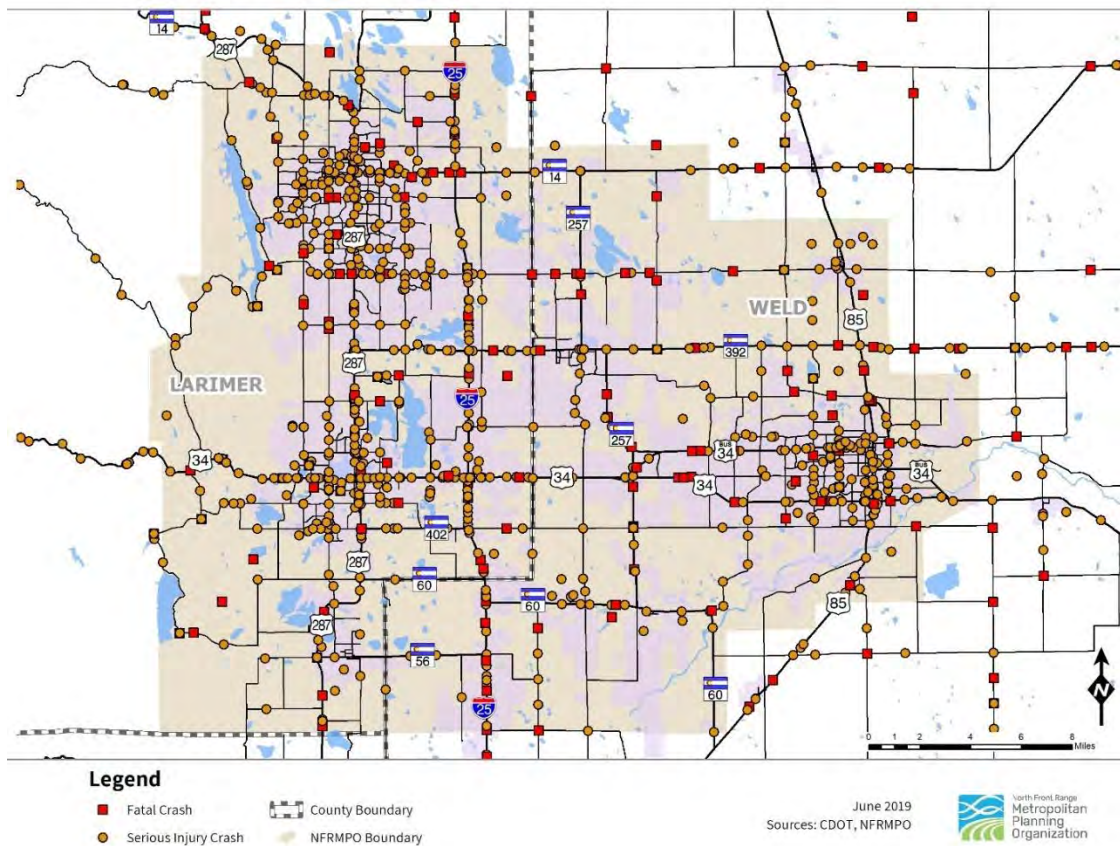 14
287
25
14
287
257
WELD
85
392
LARIMER
287
25
257
34
BUS
34
34
34
BUS
34
402
287
60
60
85
287
56
60
25
N
0 1 2 4 6 8
Miles
Legend
Fatal Crash
County Boundary
Serious Injury Crash
NFRMPO Boundary
June 2019
Sources: CDOT, NFRMPO
North Front Range
Metropolitan
Planning
Organization